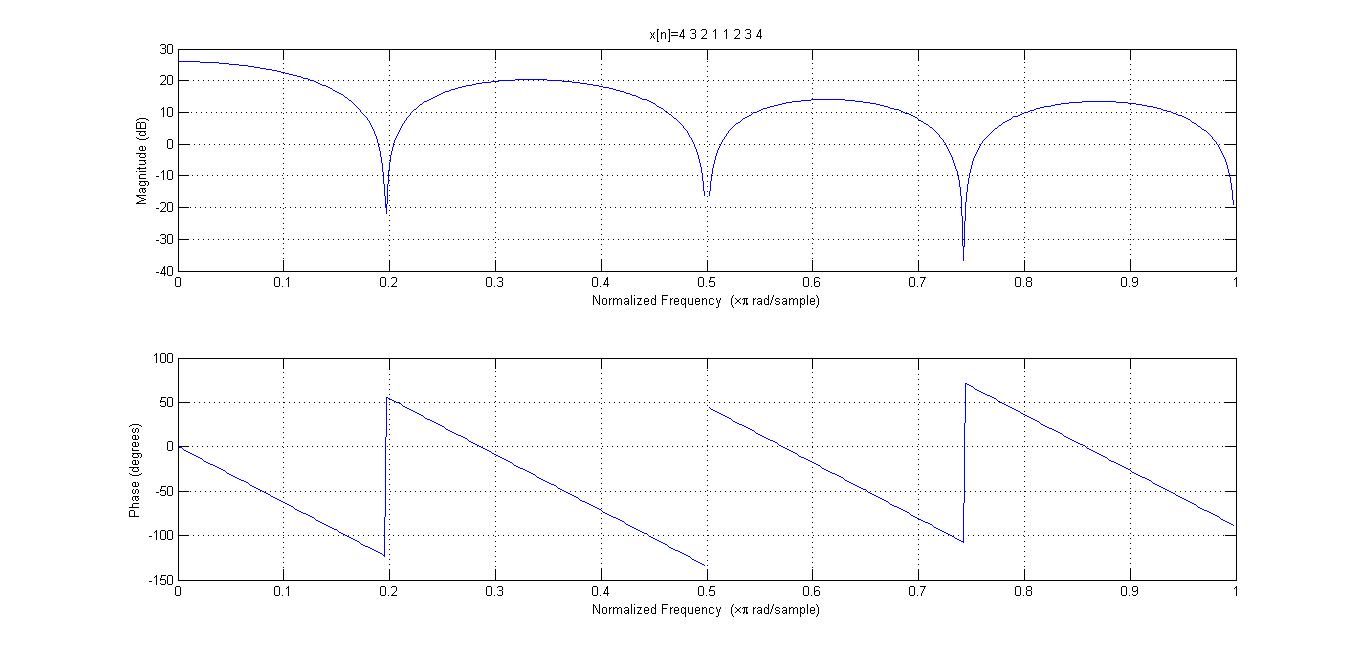 x[n]=4 3 2 1 1 2 3 4
30
20
10
0
-10
-20
-30
-40
Magnitude (dB)
0 0.1 0.2 0.3 0.4 0.5 0.6 0.7 0.8 0.9 1
Normalized Frequency (×π rad/sample)
100
50
0
-50
-100
-150
Phase (degrees)
0 0.1 0.2 0.3 0.4 0.5 0.6 0.7 0.8 0.9 1
Normalized Frequency (×π rad/sample)